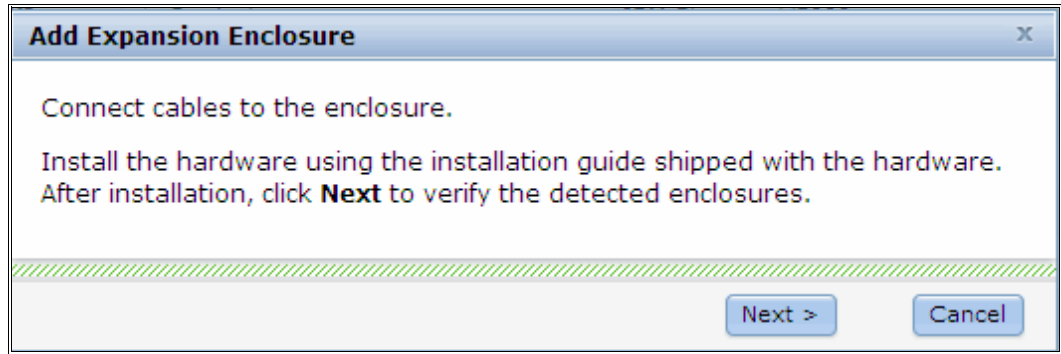 Add Expansion Enclosure x
Connect cables to the enclosure.
Install the hardware using the installation guide shipped with the hardware.
After installation, click Next to verify the detected enclosures.
Next > Cancel